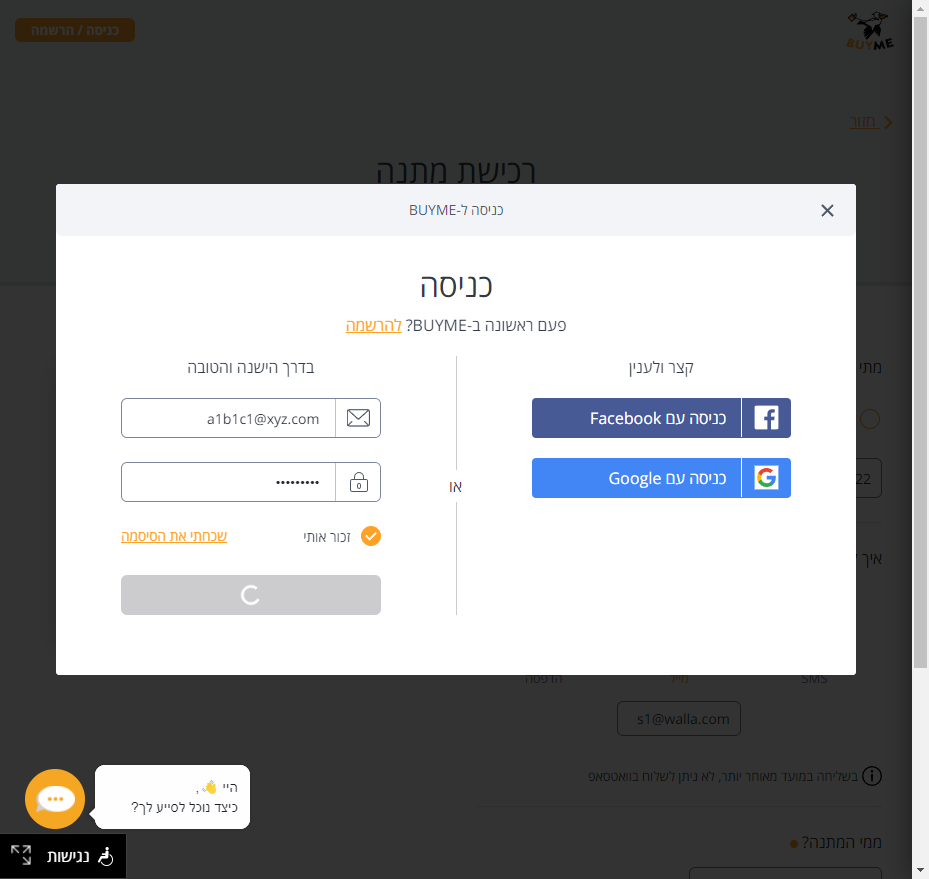 BUYME
כניסה / הרשמה
חזור
רכישת מתנה
כניסה ל-BUYME
כניסה
פעם ראשונה ב-BUYME? להרשמה
קצר ולענין
כניסה עם Facebook
כניסה עם Google
או
בדרך הישנה והטובה
a1b1c1@xyz.com
זכור אותי
שכחתי את הסיסמה
מתי
22
איך
SMS
מייל
הדפסה
s1@walla.com
בשליחה במועד מאוחר יותר, לא ניתן לשלוח בוואטסאפ
ממי המתנה?
היי 👋,
כיצד נוכל לסייע לך?
נגישות